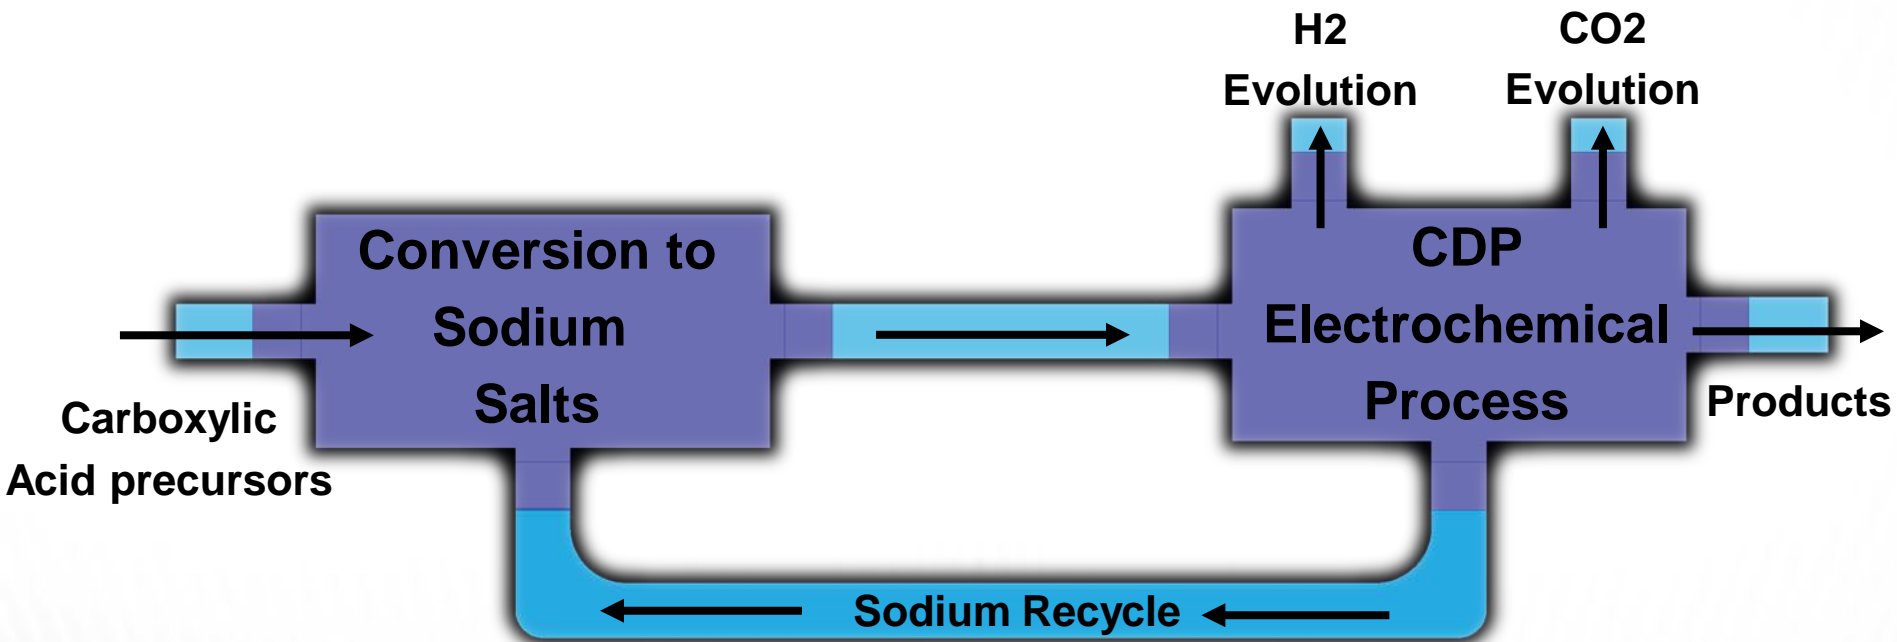 H2
Evolution
CO2
Evolution
Conversion to
Sodium
Salts
CDP
Electrochemical
Process
Carboxylic
Acid precursors
Products
Sodium Recycle